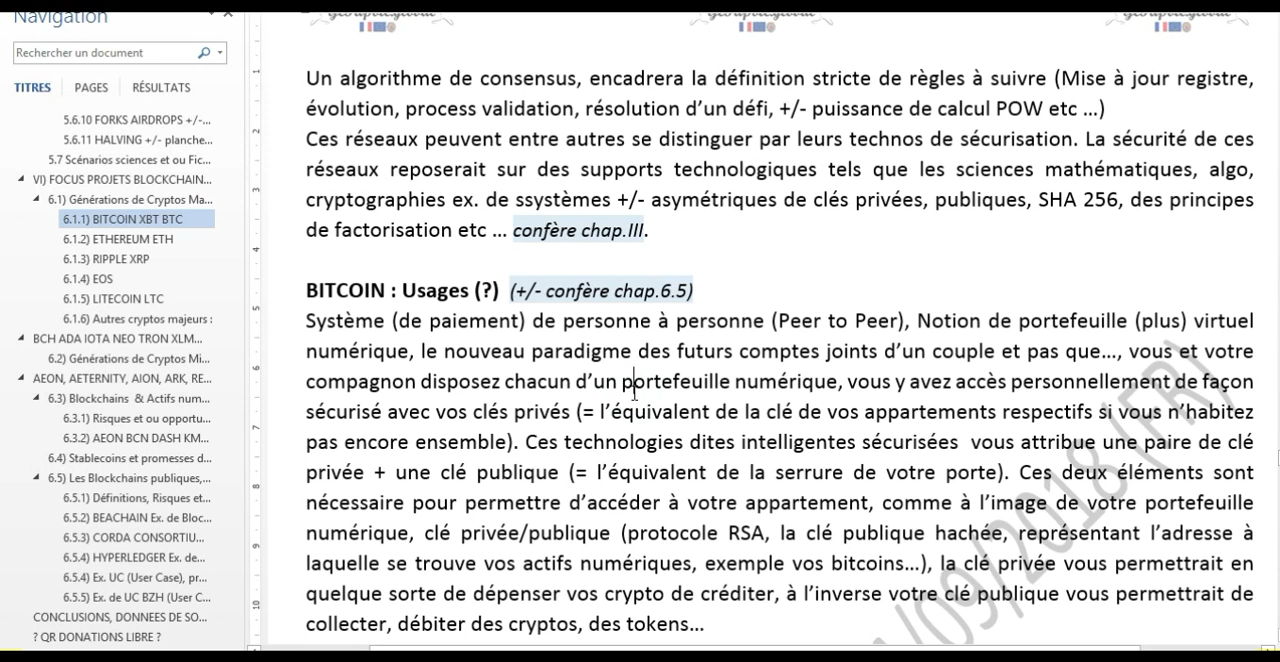 Navigation
Rechercher un document
TITRES PAGES RÉSULTATS
5.6.10 FORKS AIRDROPS +/-...
5.6.11 HALVING +/- planche...
5.7 Scénarios sciences et ou Fic...
VI) FOCUS PROJETS BLOCKCHAIN...
6.1) Générations de Cryptos Ma...
6.1.1) BITCOIN XBT BTC
6.1.2) ETHEREUM ETH
6.1.3) RIPPLE XRP
6.1.4) EOS
6.1.5) LITECOIN LTC
6.1.6) Autres cryptos majeurs :
BCH ADA IOTA NEO TRON XLM...
6.2) Générations de Cryptos Mi...
AEON, AETERNITY, AION, ARK, RE...
6.3) Blockchains & Actifs num...
6.3.1) Risques et ou opportu...
6.3.2) AEON BCN DASH KM...
6.4) Stablecoins et promesses d...
6.5) Les Blockchains publiques,...
6.5.1) Définitions, Risques et...
6.5.2) BEACHAIN Ex. de Bloc...
6.5.3) CORDA CONSORTIU...
6.5.4) HYPERLEDGER Ex. de...
6.5.4) Ex. UC (User Case), pr...
6.5.5) Ex. de UC BZH (User C...
CONCLUSIONS, DONNEES DE SO...
? QR DONATIONS LIBRE ?
Un algorithme de consensus, encadrera la définition stricte de règles à suivre (Mise à jour registre,
évolution, process validation, résolution d'un défi, +/- puissance de calcul POW etc ...)
Ces réseaux peuvent entre autres se distinguer par leurs technos de sécurisation. La sécurité de ces
réseaux reposerait sur des supports technologiques tels que les sciences mathématiques, algo,
cryptographies ex. de ssystèmes +/- asymétriques de clés privées, publiques, SHA 256, des principes
de factorisation etc ... confère chap.III.
BITCOIN : Usages (?) (+/- confère chap.6.5)
Système (de paiement) de personne à personne (Peer to Peer), Notion de portefeuille (plus) virtuel
numérique, le nouveau paradigme des futurs comptes joints d'un couple et pas que..., vous et votre
compagnon disposez chacun d'un portefeuille numérique, vous y avez accès personnellement de façon
sécurisé avec vos clés privés (= l'équivalent de la clé de vos appartements respectifs si vous n'habitez
pas encore ensemble). Ces technologies dites intelligentes sécurisées vous attribue une paire de clé
privée + une clé publique (= l'équivalent de la serrure de votre porte). Ces deux éléments sont
nécessaire pour permettre d'accéder à votre appartement, comme à l'image de votre portefeuille
numérique, clé privée/publique (protocole RSA, la clé publique hachée, représentant l'adresse à
laquelle se trouve vos actifs numériques, exemple vos bitcoins...), la clé privée vous permettrait en
quelque sorte de dépenser vos crypto de créditer, à l'inverse votre clé publique vous permettrait de
collecter, débiter des cryptos, des tokens...
/09/2018 (FR)